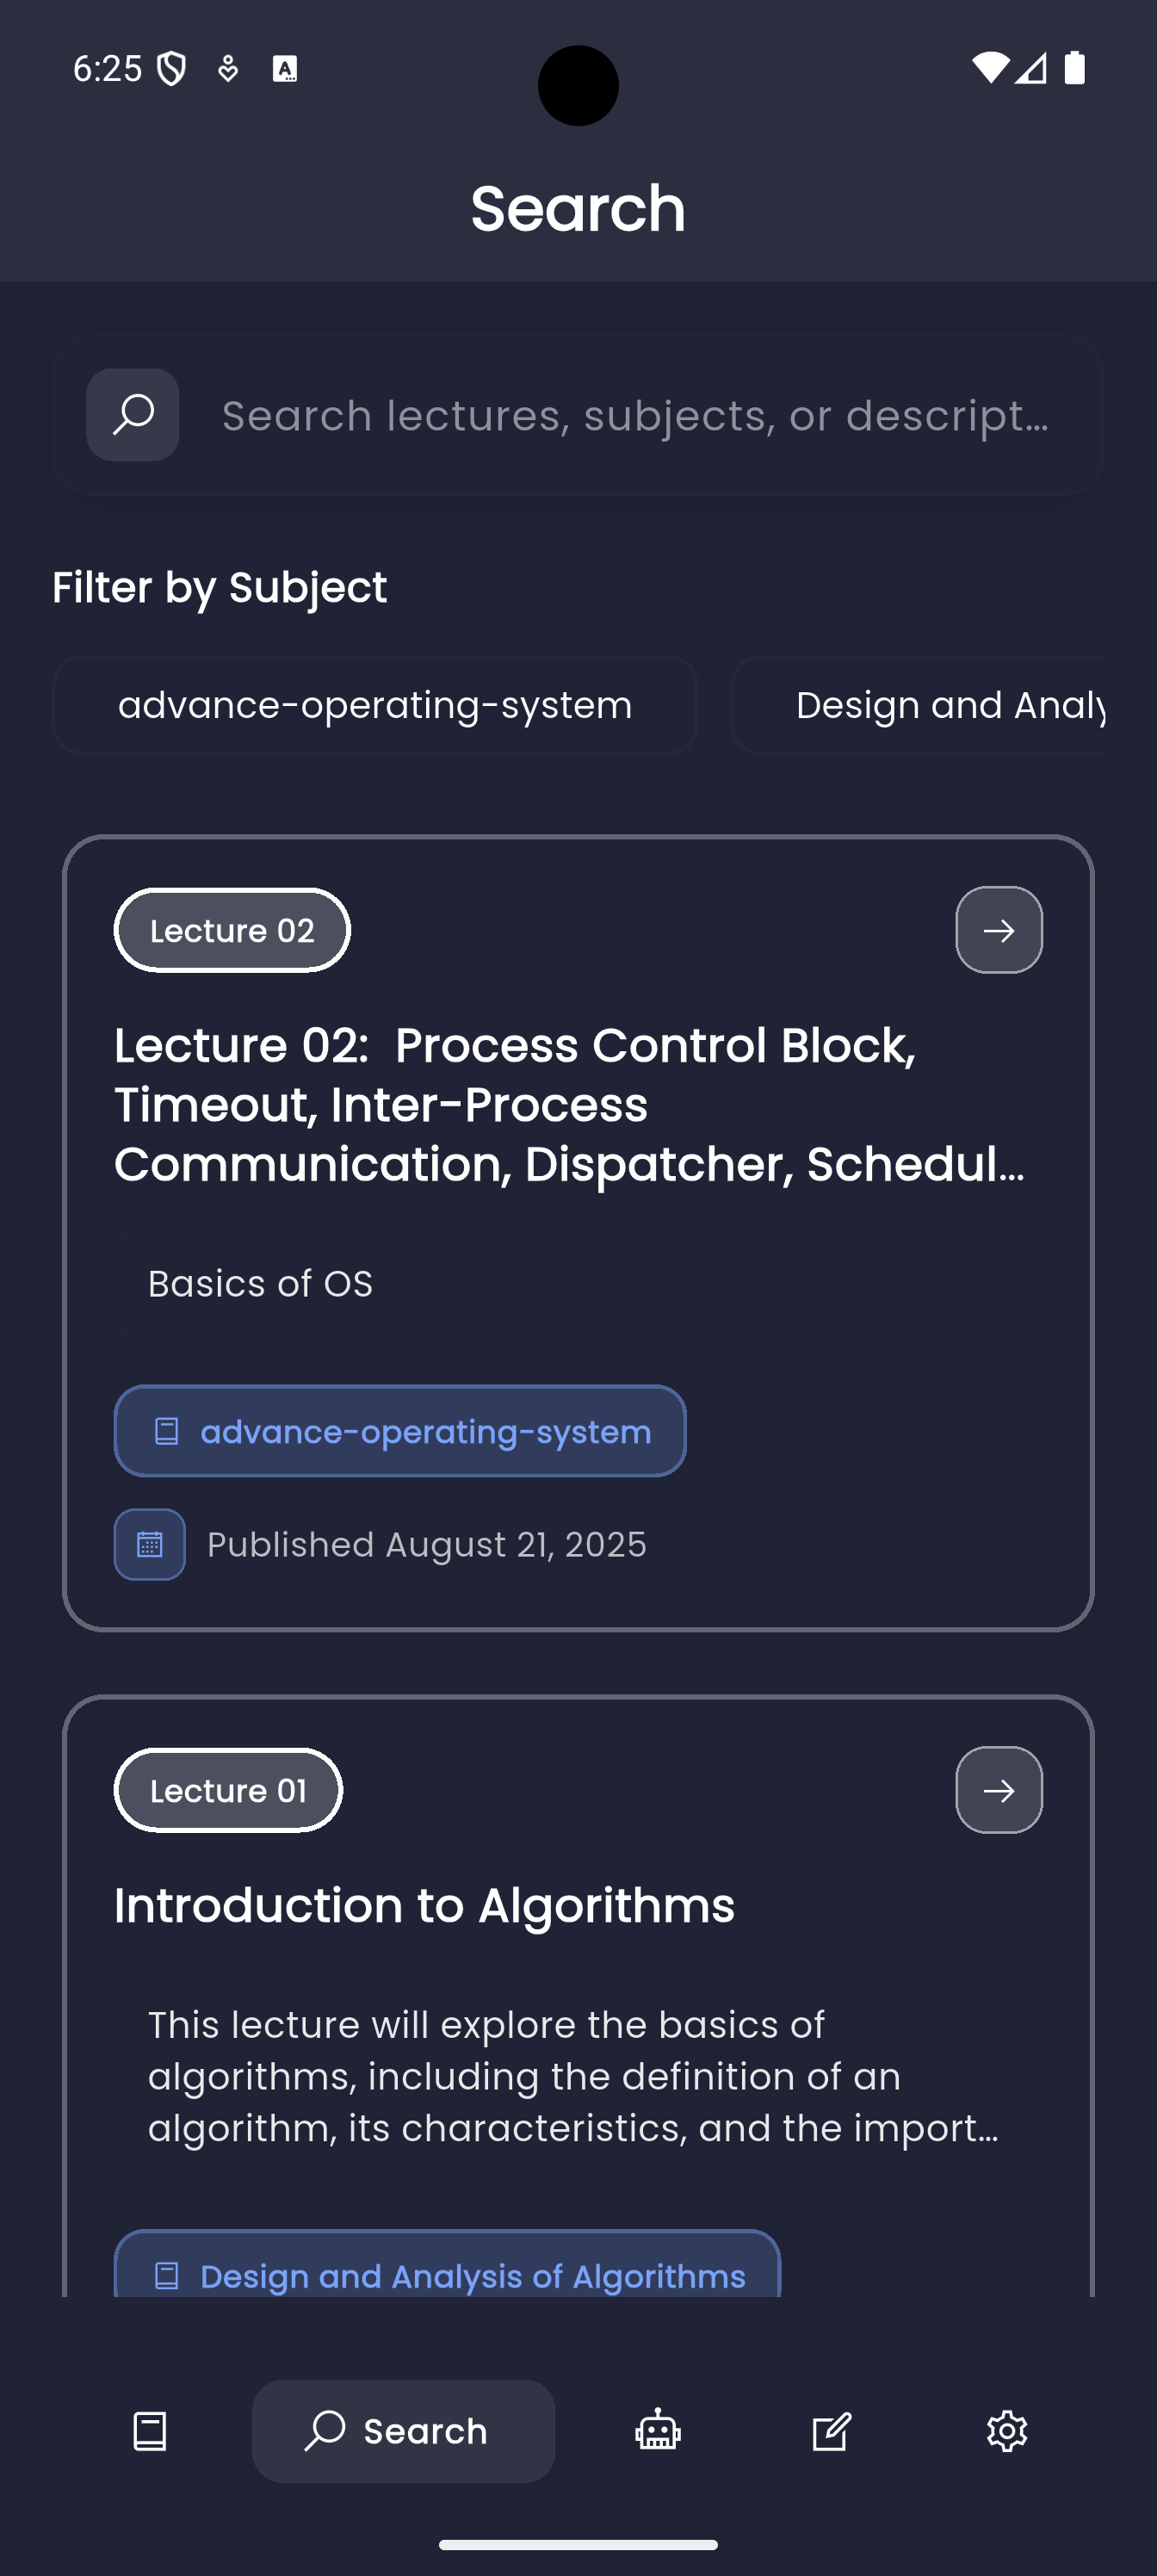 6:25
Search
Search lectures, subjects, or descript...
Filter by Subject
advance-operating-system
Design and Analy
Lecture 02
Lecture 02:  Process Control Block,
Timeout, Inter-Process
Communication, Dispatcher, Schedul...
Basics of OS
advance-operating-system
Published August 21, 2025
Lecture 01
Introduction to Algorithms
This lecture will explore the basics of
algorithms, including the definition of an
algorithm, its characteristics, and the import...
Design and Analysis of Algorithms
Search